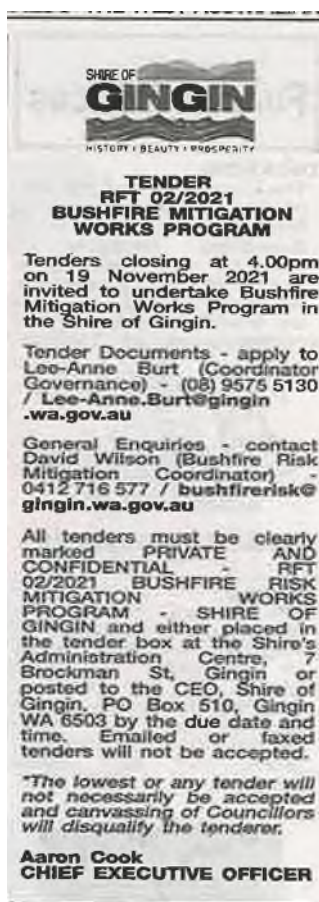 SHIRE OF
GINGIN
HISTORY · BEAUTY · PROSPERITY
TENDER
RFT 02/2021
BUSHFIRE MITIGATION
WORKS PROGRAM
Tenders closing at 4.00pm
on 19 November 2021 are
invited to undertake Bushfire
Mitigation Works Program in
the Shire of Gingin.
Tender Documents - apply to
Lee-Anne Burt (Coordinator
Governance) - (08) 9575 5130
/ Lee-Anne.Burt@gingin
.wa.gov.au
General Enquiries - contact
David Wilson (Bushfire Risk
Mitigation Coordinator) -
0412 716 577 / bushfirerisk@
gingin.wa.gov.au
All tenders must be clearly
marked PRIVATE AND
CONFIDENTIAL - RFT
02/2021 BUSHFIRE RISK
MITIGATION WORKS
PROGRAM - SHIRE OF
GINGIN and either placed in
the tender box at the Shire's
Administration Centre, 7
Brockman St, Gingin or
posted to the CEO, Shire of
Gingin, PO Box 510, Gingin
WA 6503 by the due date and
time. Emailed or faxed
tenders will not be accepted.
"The lowest or any tender will
not necessarily be accepted
and canvassing of Councillors
will disqualify the tenderer.
Aaron Cook
CHIEF EXECUTIVE OFFICER